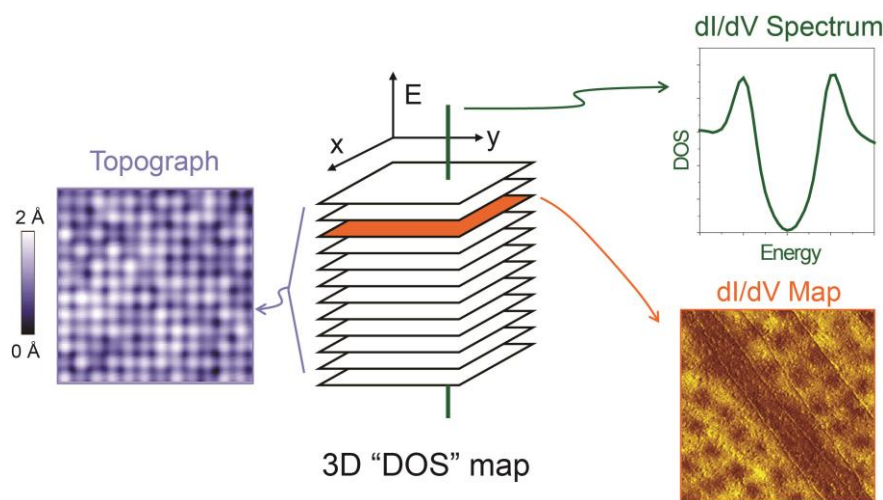 dI/dV Spectrum
DOS
Energy
E
x
y
Topograph
2 Å
0 Å
dI/dV Map
3D “DOS” map